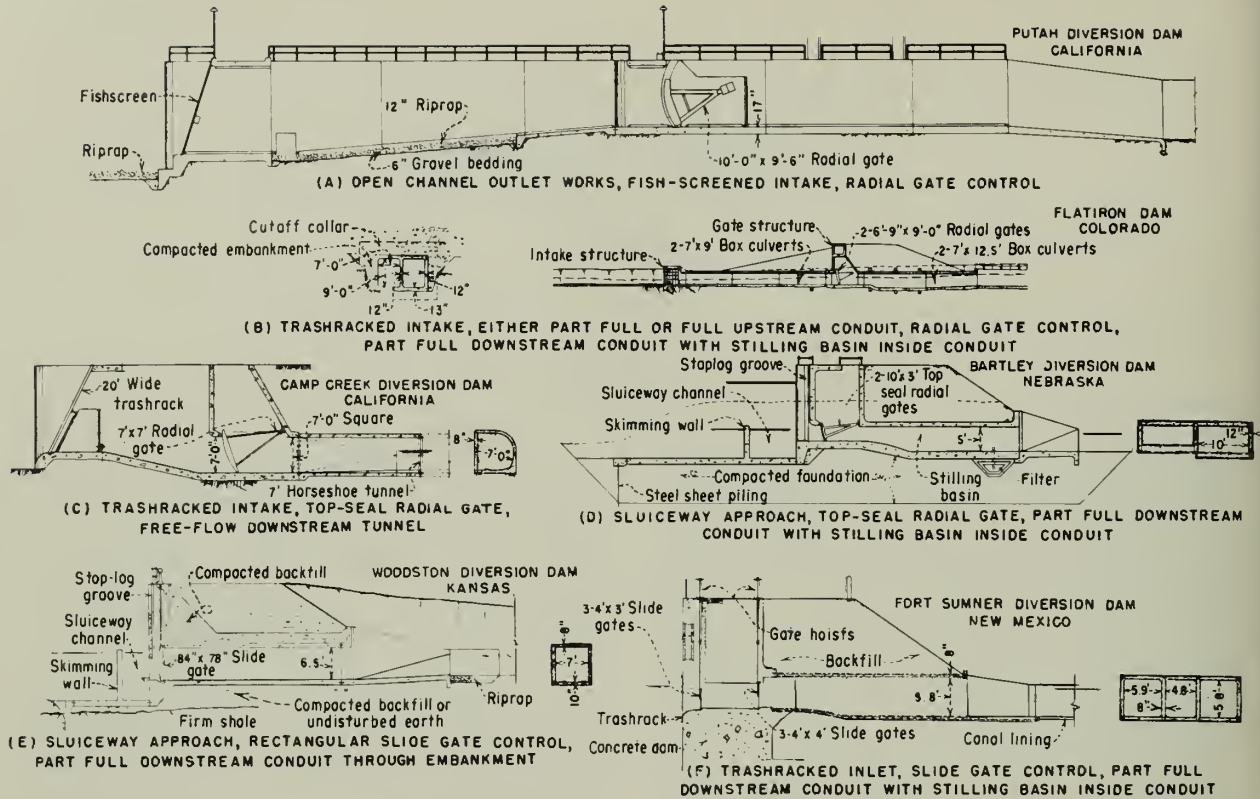 PUTAH DIVERSION DAM
CALIFORNIA
Fishscreen
12" Riprap
17"
Riprap
6" Gravel bedding
10'-0" x 9'-6" Radial gate
(A) OPEN CHANNEL OUTLET WORKS, FISH-SCREENED INTAKE, RADIAL GATE CONTROL
FLATIRON DAM
COLORADO
Cutoff collar
Compacted embankment
7'-0"
9'-0"
12"
12"
13"
Gate structure
2-6'-9" x 9'-0" Radial gates
2-7'x9' Box culverts
2-7'x 12.5' Box culverts
Intake structure
(B) TRASHRACKED INTAKE, EITHER PART FULL OR FULL UPSTREAM CONDUIT, RADIAL GATE CONTROL,
PART FULL DOWNSTREAM CONDUIT WITH STILLING BASIN INSIDE CONDUIT
20' Wide
trashrack
CAMP CREEK DIVERSION DAM
CALIFORNIA
7'x7' Radial
gate
7'-0" Square
7'-0"
8"
7'-0"
7' Horseshoe tunnel
(C) TRASHRACKED INTAKE, TOP-SEAL RADIAL GATE,
FREE-FLOW DOWNSTREAM TUNNEL
Stoplog groove
BARTLEY DIVERSION DAM
NEBRASKA
Sluiceway channel
2-10'x 3' Top
seal radial
gates
Skimming wall
5'
12"
10'
Compacted foundation
Stilling
basin
Filter
Steel sheet piling
(D) SLUICEWAY APPROACH, TOP-SEAL RADIAL GATE, PART FULL DOWNSTREAM
CONDUIT WITH STILLING BASIN INSIDE CONDUIT
Stop-log
groove
Compacted backfill
WOODSTON DIVERSION DAM
KANSAS
Sluiceway
channel
84" x 78" Slide
gate
6.5
8"
7'
10"
Skimming
wall
Riprap
Compacted backfill or
undisturbed earth
Firm shale
(E) SLUICEWAY APPROACH, RECTANGULAR SLIDE GATE CONTROL,
PART FULL DOWNSTREAM CONDUIT THROUGH EMBANKMENT
3-4'x 3' Slide
gates
FORT SUMNER DIVERSION DAM
NEW MEXICO
Gate hoists
Backfill
8"
5.8'
5.9'
4.8'
8"
5.8'
Trashrack
Concrete dam
3-4'x 4' Slide gates
Canal lining
(F) TRASHRACKED INLET, SLIDE GATE CONTROL, PART FULL
DOWNSTREAM CONDUIT WITH STILLING BASIN INSIDE CONDUIT